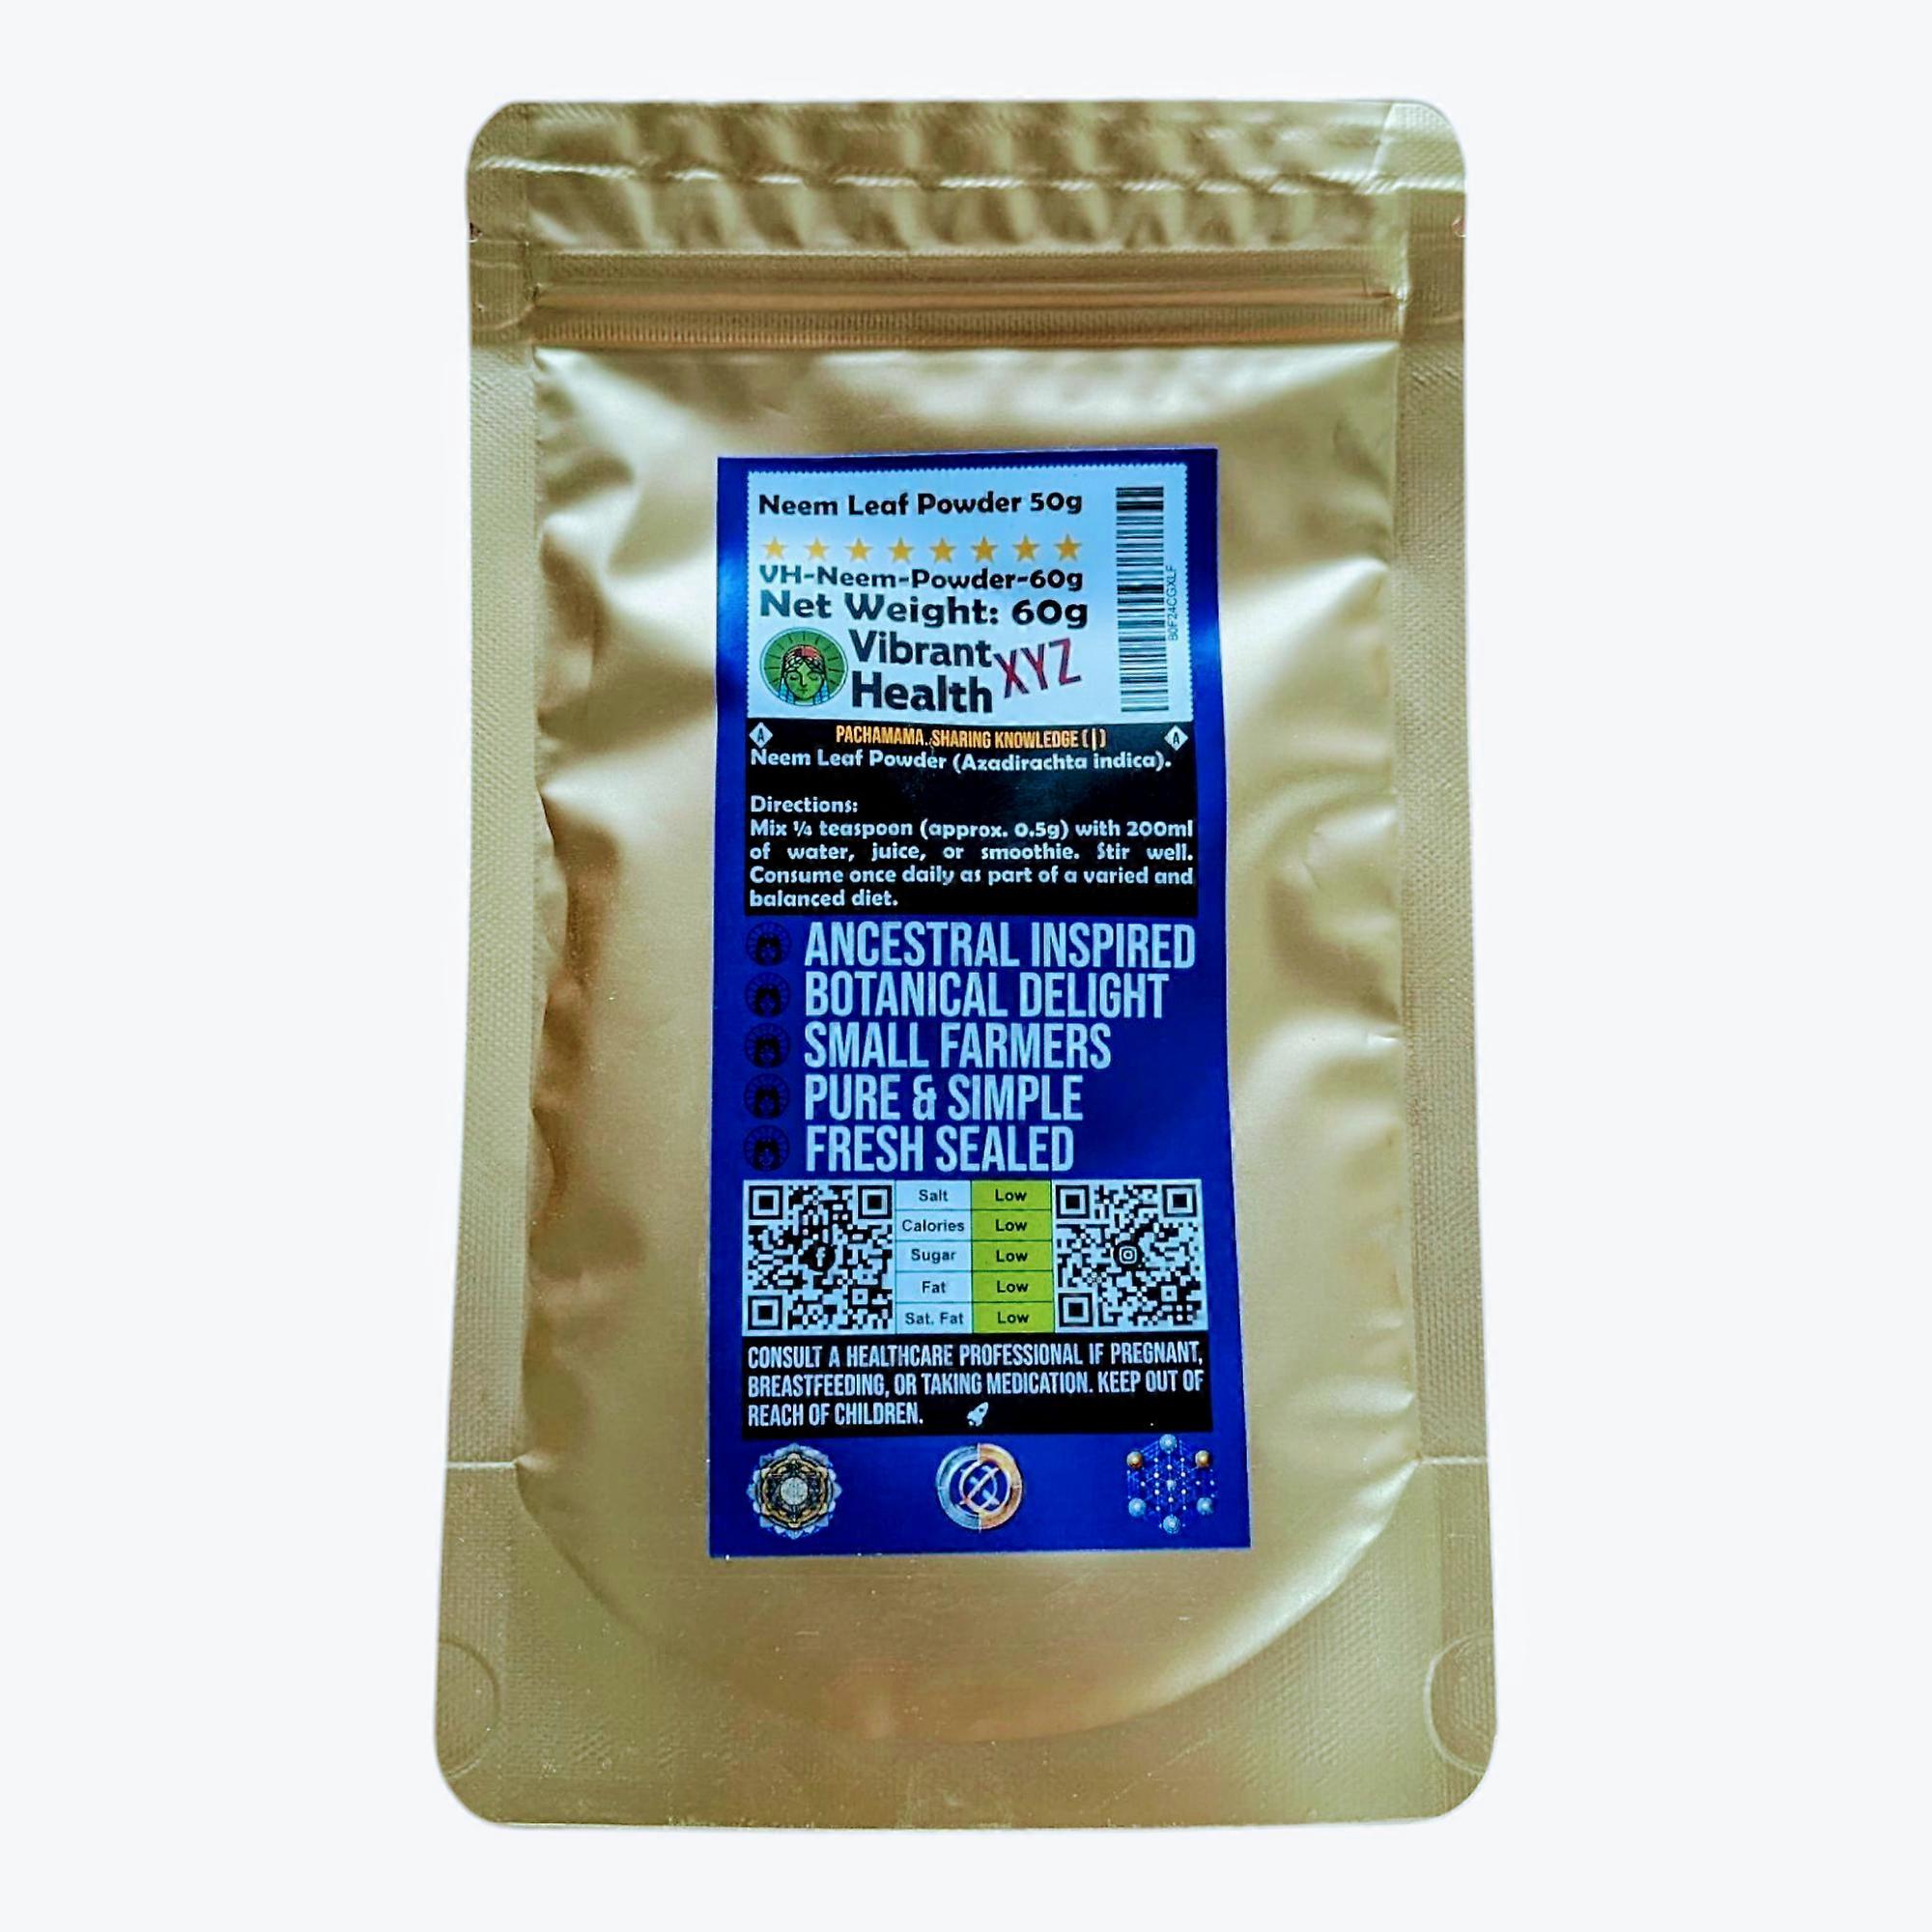 Neem Leaf Powder 50g
VH-Neem-Powder-60g
Net Weight: 60g
Vibrant
Health
XYZ
B0F24CGXLF
A
PACHAMAMA..SHARING KNOWLEDGE (|)
A
Neem Leaf Powder (Azadirachta indica).
Directions:
Mix ¼ teaspoon (approx. 0.5g) with 200ml
of water, juice, or smoothie. Stir well.
Consume once daily as part of a varied and
balanced diet.
ANCESTRAL INSPIRED
BOTANICAL DELIGHT
SMALL FARMERS
PURE & SIMPLE
FRESH SEALED
Salt Low
Calories Low
Sugar Low
Fat Low
Sat. Fat Low
CONSULT A HEALTHCARE PROFESSIONAL IF PREGNANT,
BREASTFEEDING, OR TAKING MEDICATION. KEEP OUT OF
REACH OF CHILDREN.